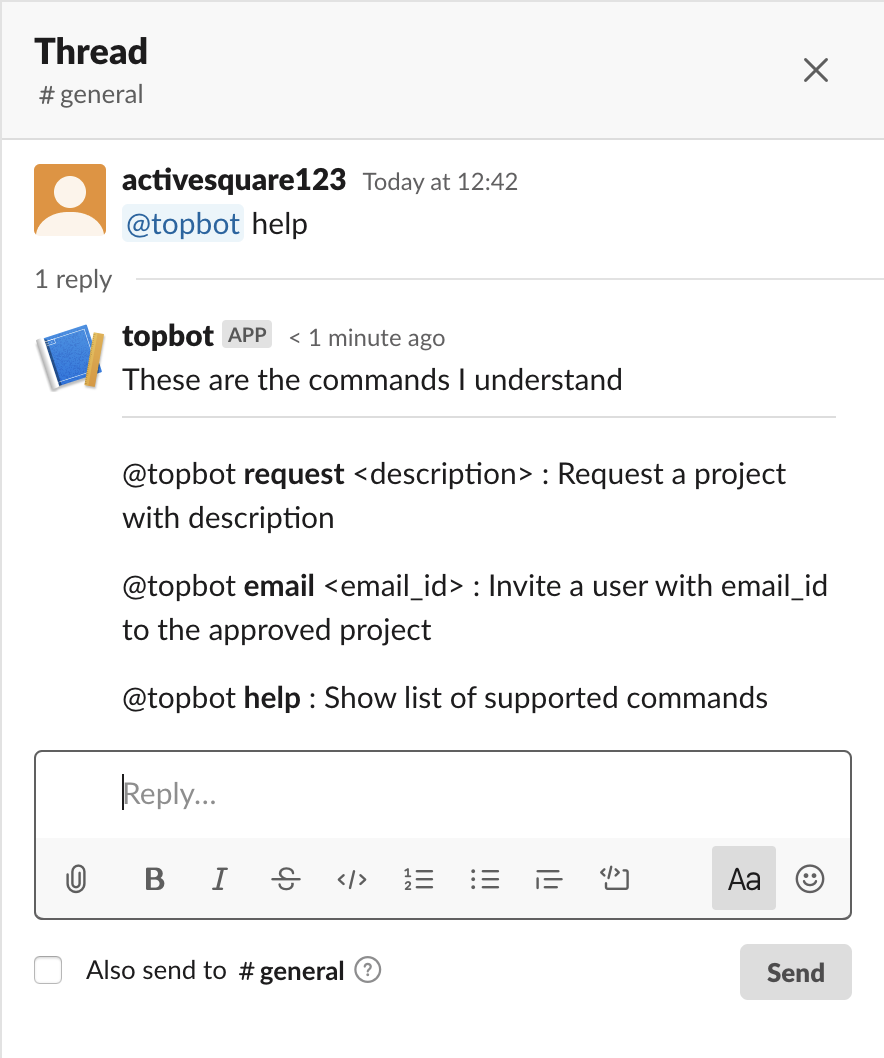 Thread
# general
activesquare123 Today at 12:42
@topbot help
1 reply
topbot APP < 1 minute ago
These are the commands I understand
@topbot request <description> : Request a project
with description
@topbot email <email_id> : Invite a user with email_id
to the approved project
@topbot help : Show list of supported commands
Reply…
B I S </> Aa
Also send to # general ?
Send